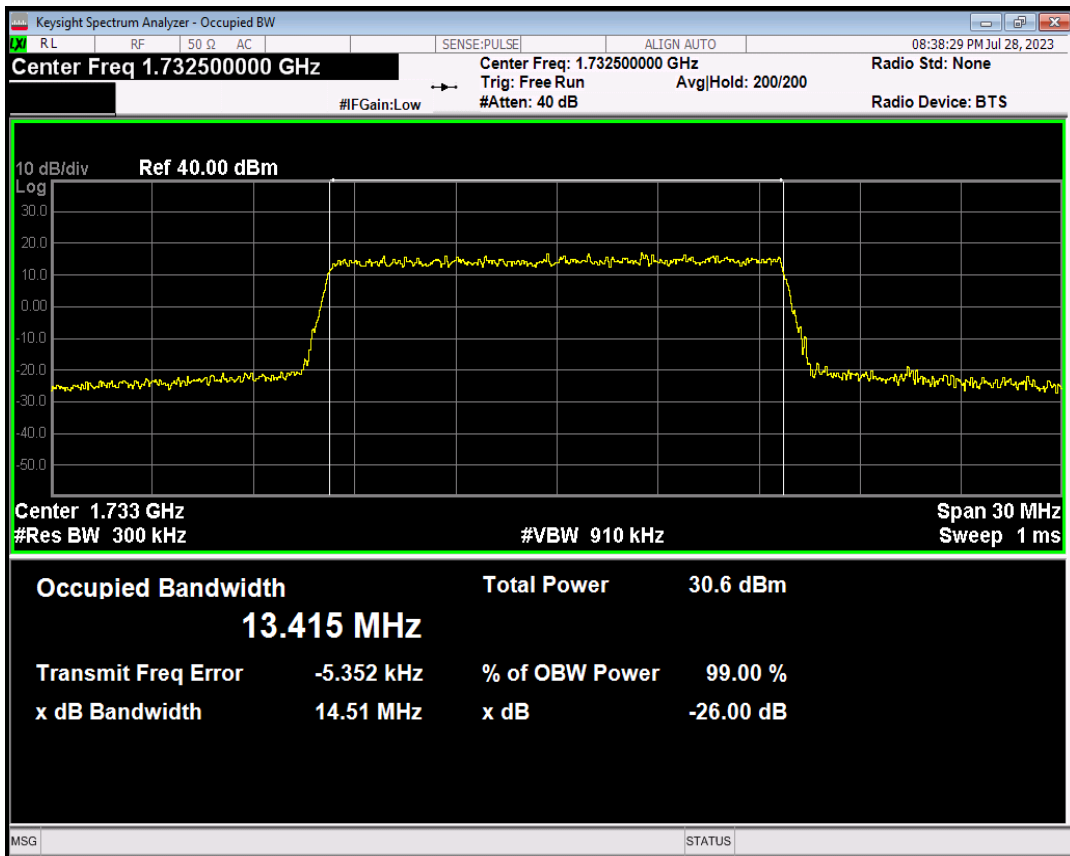 Keysight Spectrum Analyzer - Occupied BW
LXI RL RF 50 Ω AC SENSE:PULSE ALIGN AUTO 08:38:29 PM Jul 28, 2023
Center Freq 1.732500000 GHz Center Freq: 1.732500000 GHz Radio Std: None
Trig: Free Run Avg|Hold: 200/200
#IFGain:Low #Atten: 40 dB Radio Device: BTS
10 dB/div Ref 40.00 dBm
Log
30.0
20.0
10.0
0.00
-10.0
-20.0
-30.0
-40.0
-50.0
Center 1.733 GHz Span 30 MHz
#Res BW 300 kHz #VBW 910 kHz Sweep 1 ms
Occupied Bandwidth Total Power 30.6 dBm
13.415 MHz
Transmit Freq Error -5.352 kHz % of OBW Power 99.00 %
x dB Bandwidth 14.51 MHz x dB -26.00 dB
MSG STATUS